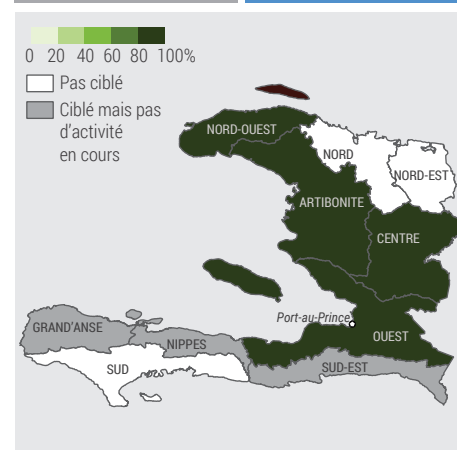 0 20 40 60 80 100%
Pas ciblé
Ciblé mais pas
d'activité
en cours
NORD-OUEST
NORD
NORD-EST
ARTIBONITE
CENTRE
Port-au-Prince
GRAND'ANSE
OUEST
NIPPES
SUD
SUD-EST